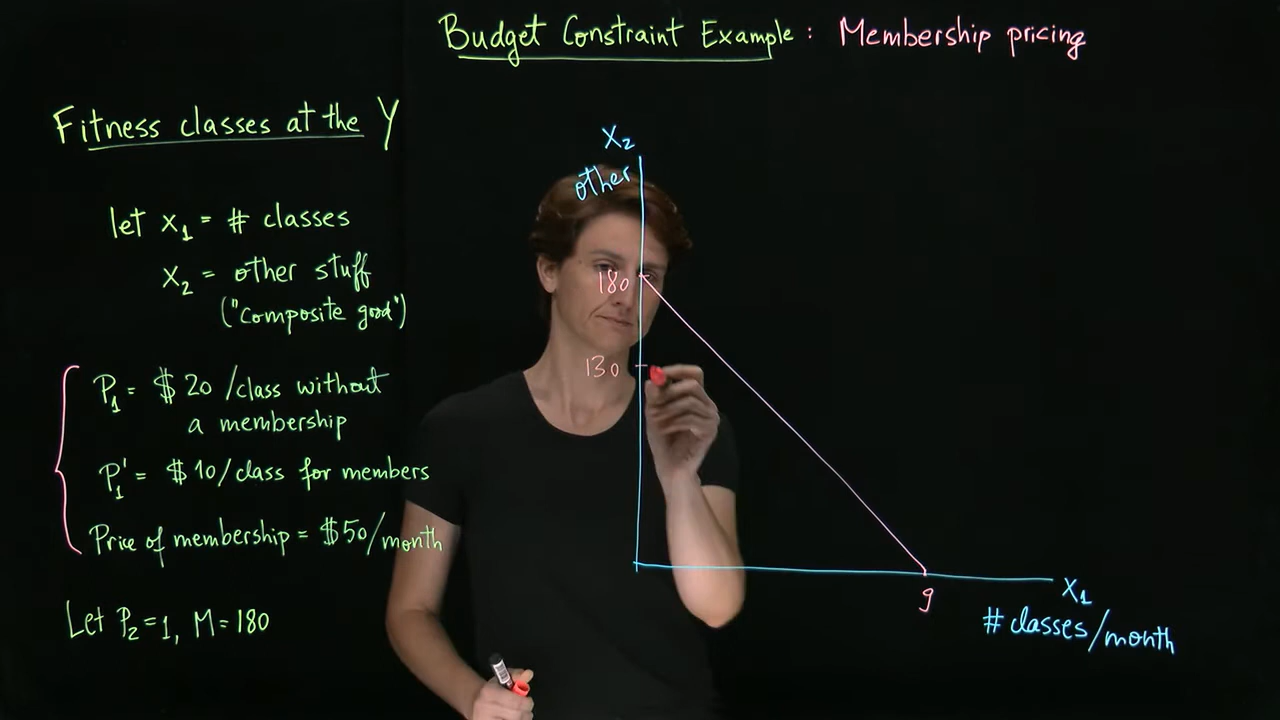 Budget Constraint Example : Membership pricing
Fitness classes at the Y
let x1 = # classes
x2 = other stuff
("composite good")
P1 = $20 /class without
a membership
P1' = $10/class for members
Price of membership = $50/month
Let P2=1, M=180
x2
other
180
130
9
x1
# classes/month